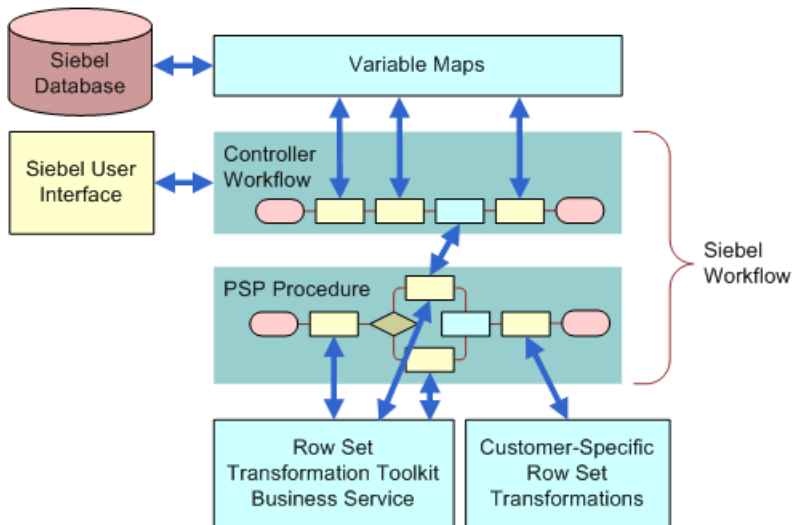 Siebel
Database
Variable Maps
Siebel User
Interface
Controller
Workflow
Siebel
Workflow
PSP Procedure
Row Set
Transformation Toolkit
Business Service
Customer-Specific
Row Set
Transformations